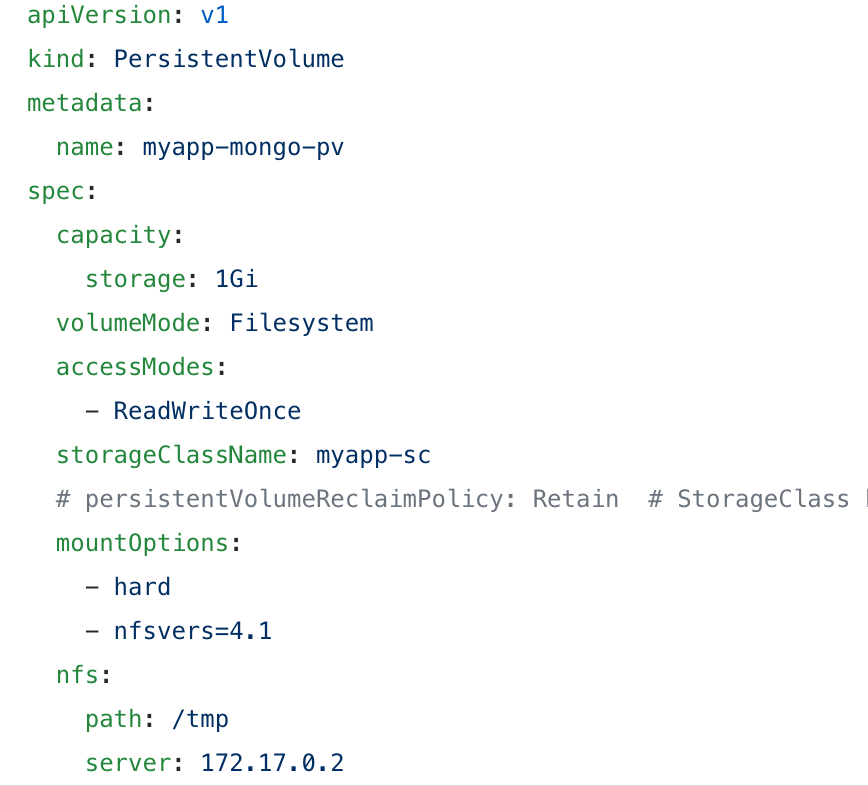 apiVersion: v1
kind: PersistentVolume
metadata:
  name: myapp-mongo-pv
spec:
  capacity:
    storage: 1Gi
  volumeMode: Filesystem
  accessModes:
    - ReadWriteOnce
  storageClassName: myapp-sc
  # persistentVolumeReclaimPolicy: Retain  # StorageClass
  mountOptions:
    - hard
    - nfsvers=4.1
  nfs:
    path: /tmp
    server: 172.17.0.2